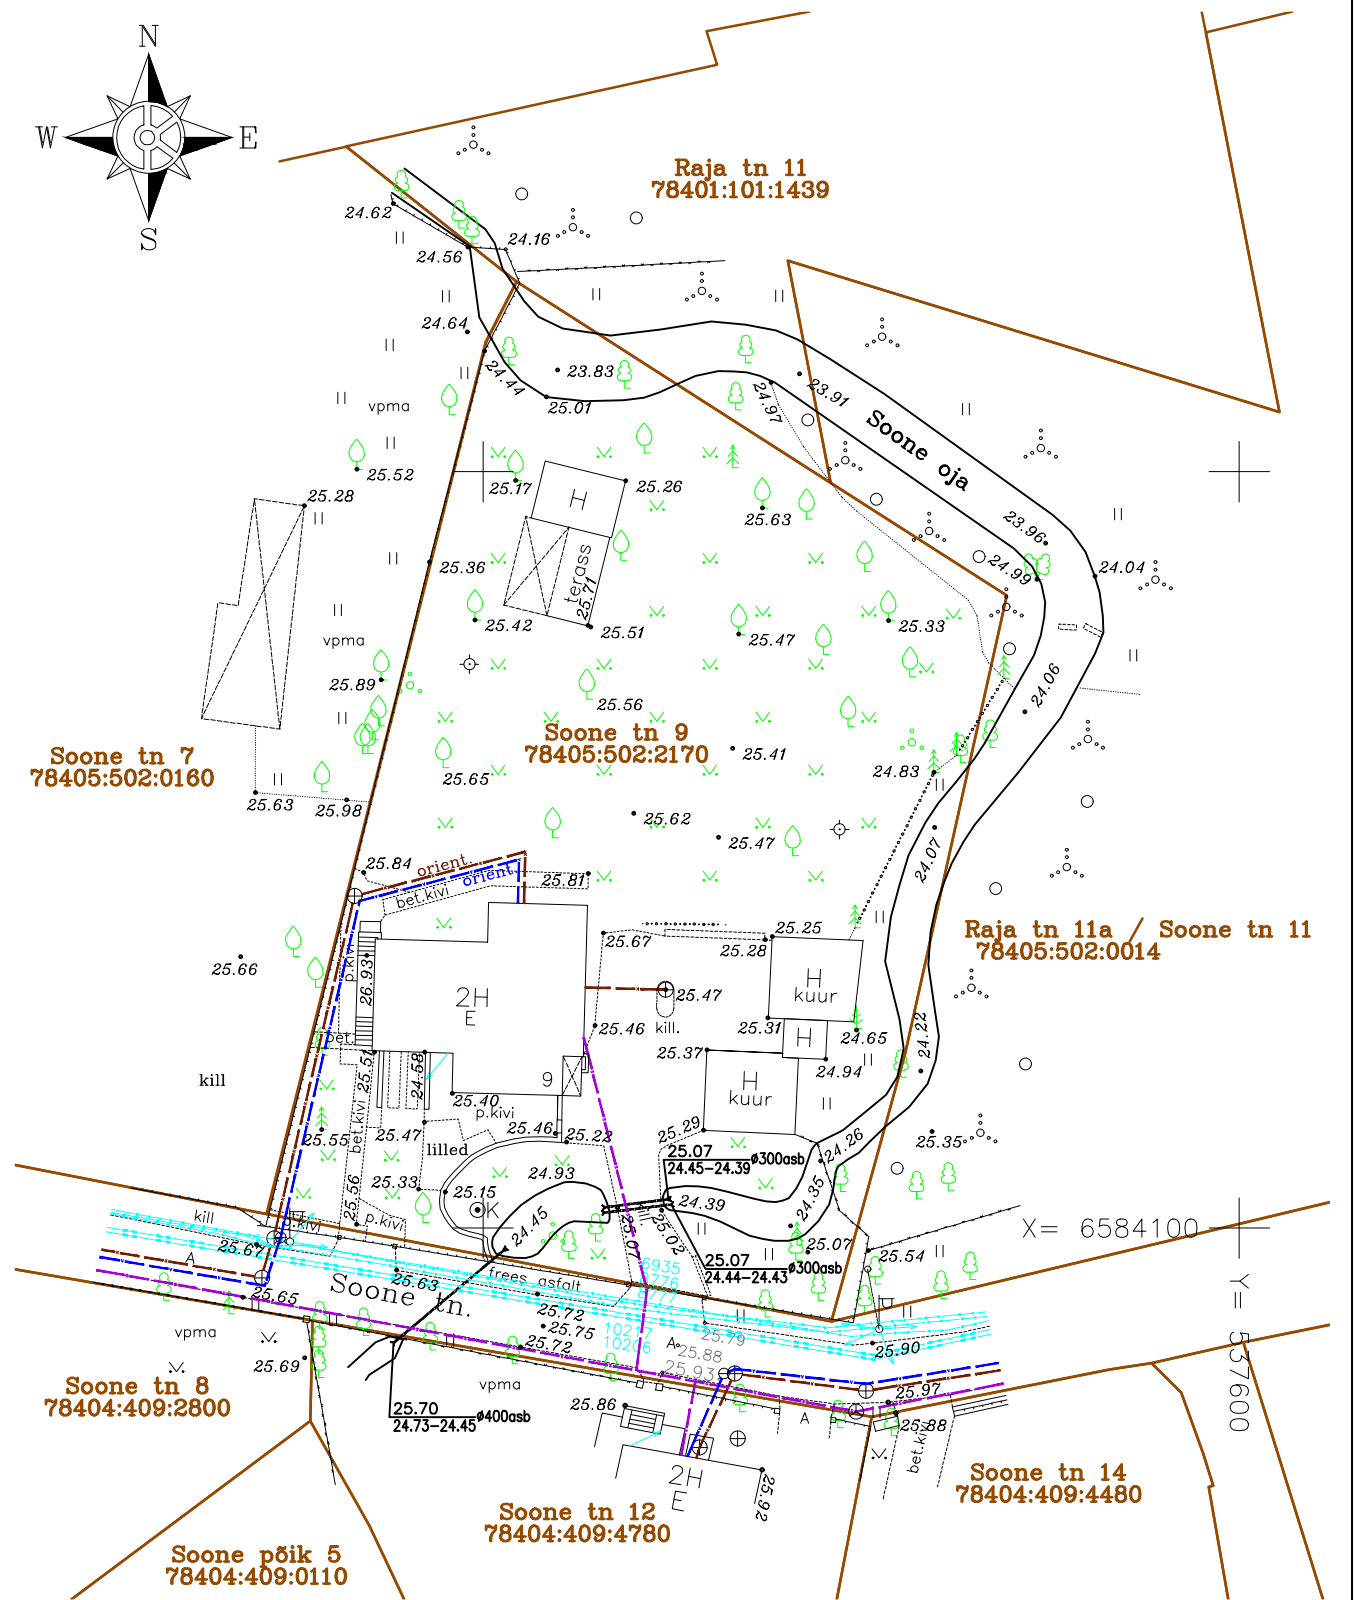 N
W
E
S
Raja tn 11
78401:101:1439
24.62
24.56
24.16
24.64
24.44
23.83
25.01
23.91
24.97
Soone oja
vpma
25.52
25.17
25.26
25.28
H
25.63
23.96
24.99
24.04
25.36
terass
25.71
25.42
25.51
25.47
25.33
vpma
25.89
25.56
24.06
Soone tn 9
78405:502:2170
Soone tn 7
78405:502:0160
25.41
25.65
24.83
25.63
25.98
25.62
25.47
24.07
25.84
orient.
orient.
25.81
bet.kivi
Raja tn 11a / Soone tn 11
78405:502:0014
25.67
25.28
25.25
25.66
p.kivi
26.93
2H
E
25.47
H
kuur
kill.
25.46
25.31
H
24.65
24.22
bet.
25.51
24.58
25.37
24.94
kill
9
H
kuur
25.40
p.kivi
25.55
bet.kivi
25.47
lilled
25.46
25.22
25.29
25.35
25.07
24.45-24.39
ø300asb
24.26
24.93
25.33
25.15
K
24.39
24.35
kill
25.56
p.kivi
p.kivi
24.45
25.07
kill
25.02
25.07
X= 6584100
25.67
A
25.54
25.07
24.44-24.43
ø300asb
Soone tn.
25.63
frees. asfalt
6935
Y= 537600
25.65
25.72
25.75
25.72
10217
10206
A
25.79
25.88
25.93
25.90
vpma
25.69
Soone tn 8
78404:409:2800
vpma
25.70
24.73-24.45
ø400asb
25.86
A
25.97
25.88
bet.kivi
2H
E
25.92
Soone tn 14
78404:409:4480
Soone tn 12
78404:409:4780
Soone põik 5
78404:409:0110